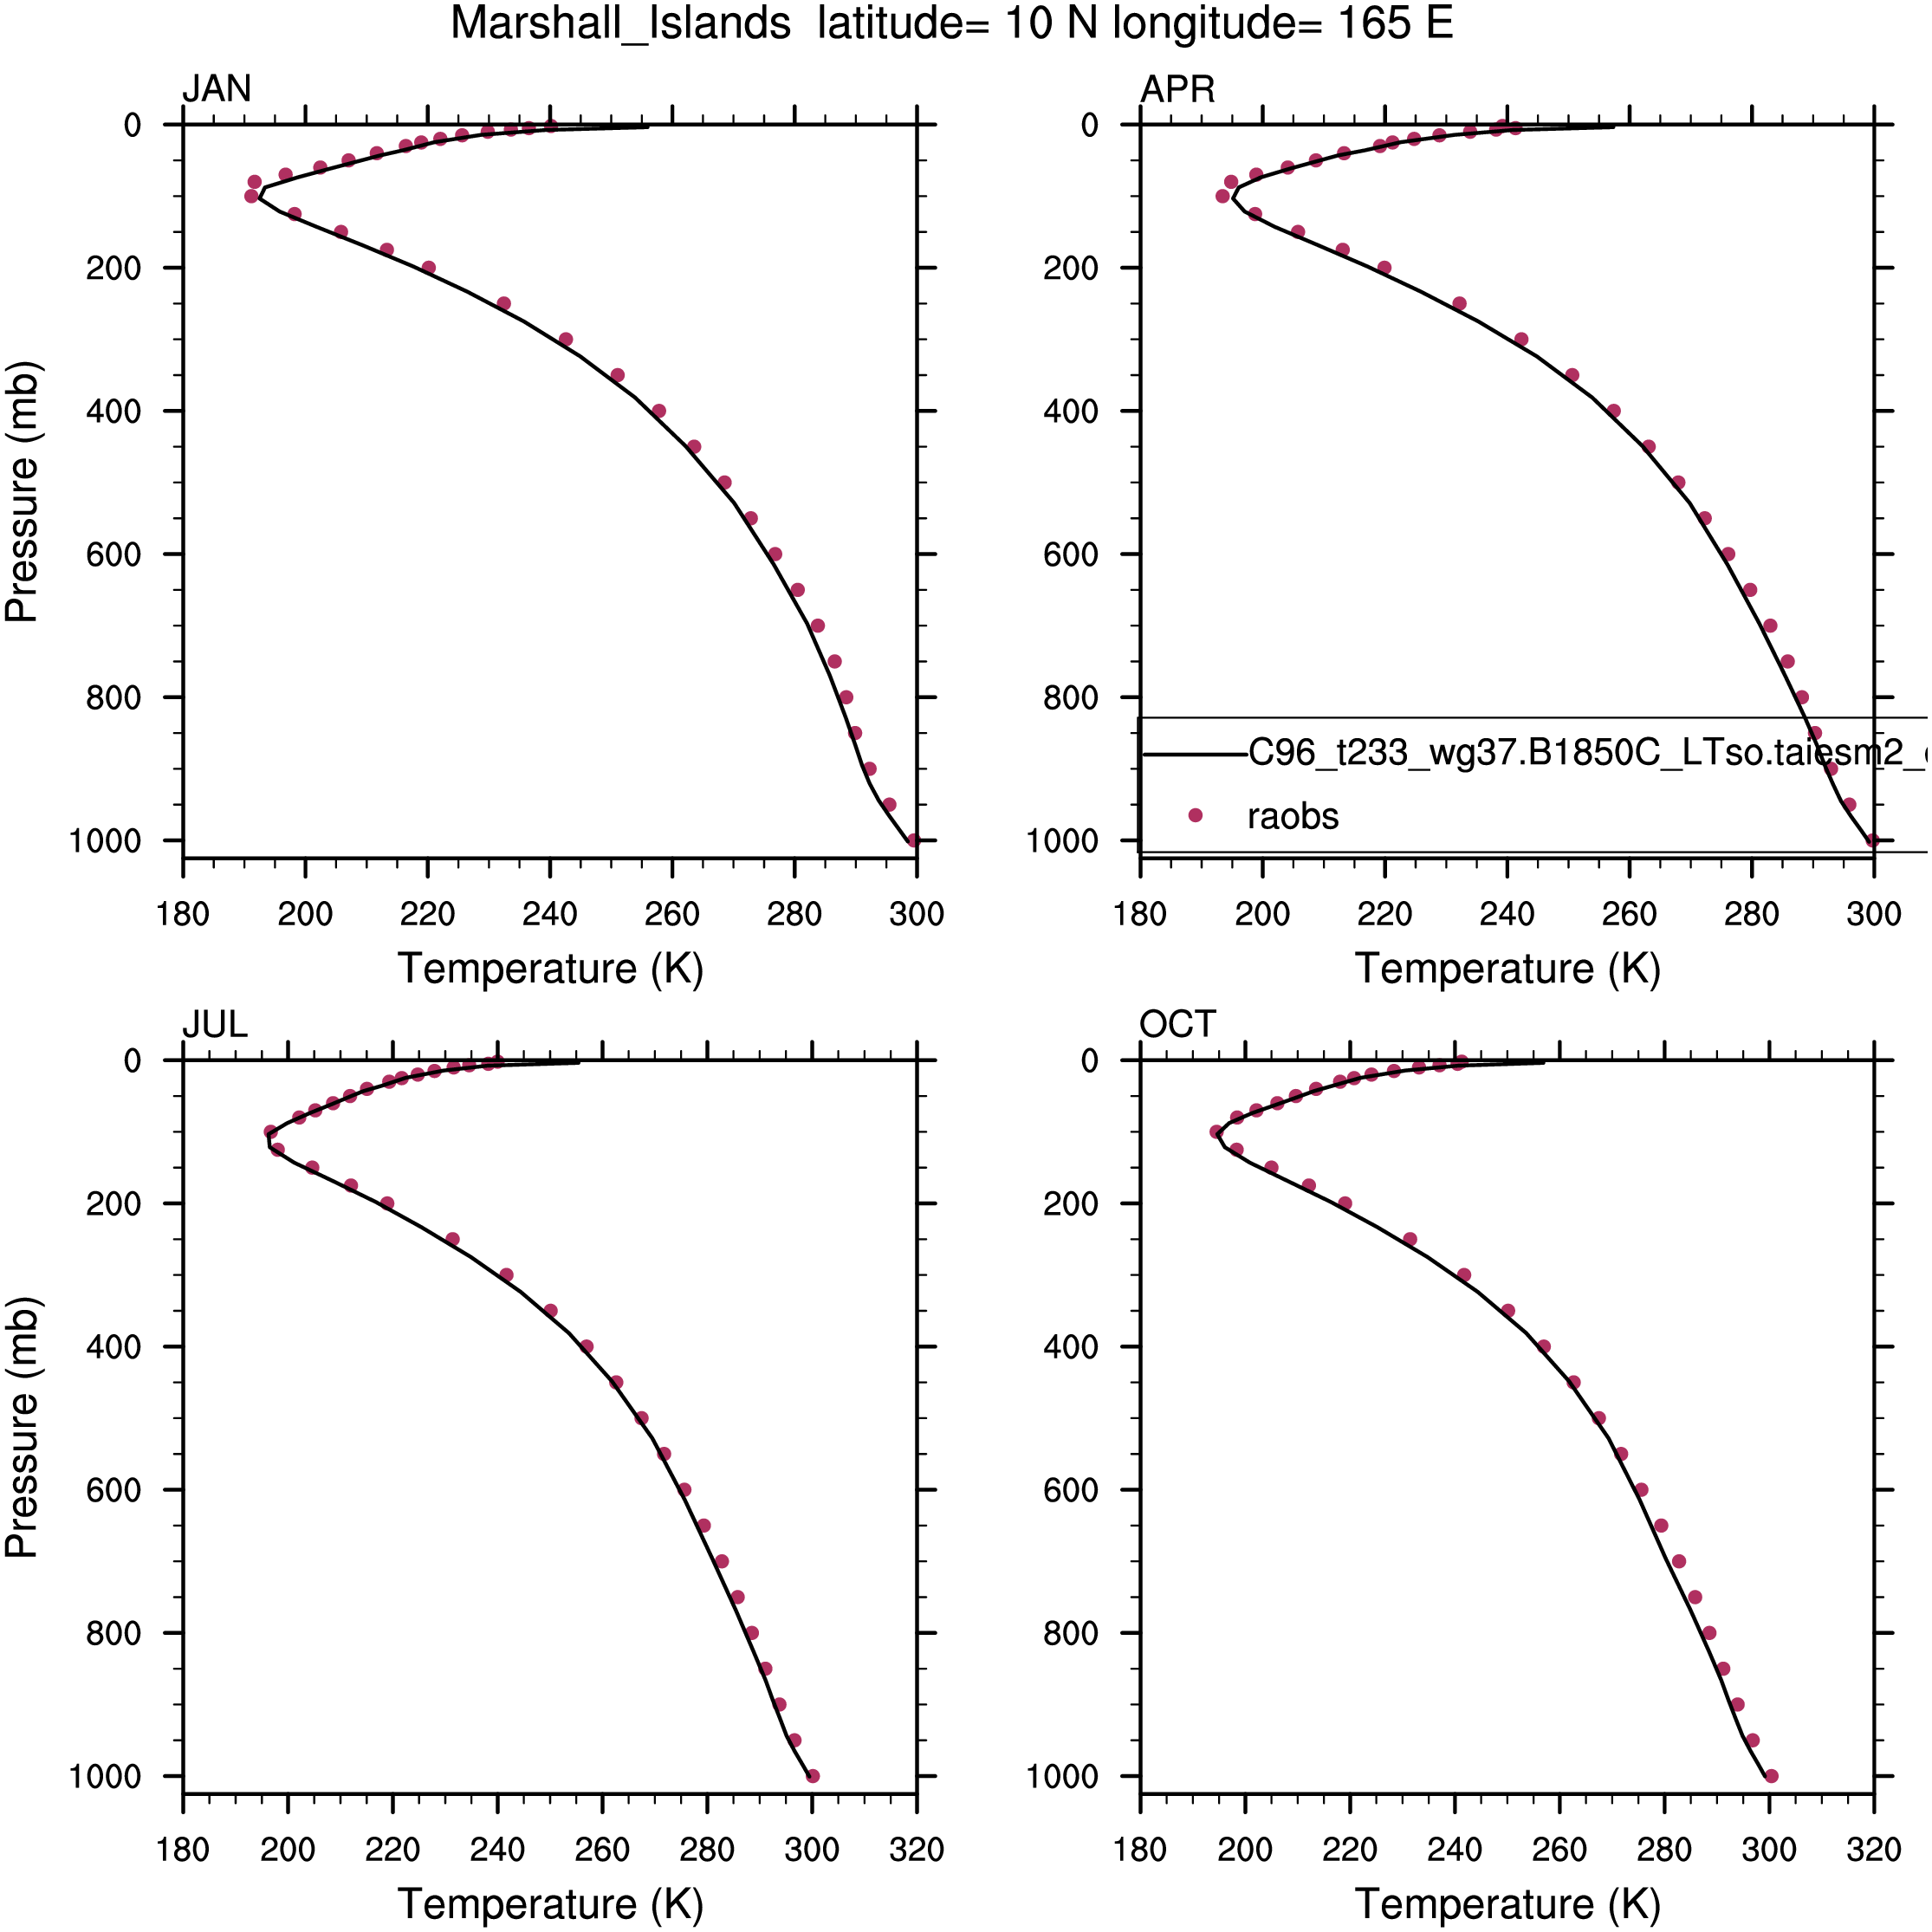 Marshall_Islands latitude= 10 N longitude= 165 E
JAN
0
200
400
600
800
1000
Pressure (mb)
180 200 220 240 260 280 300
Temperature (K)
APR
0
200
400
600
800
1000
C96_t233_wg37.B1850C_LTso.taiesm2_
raobs
180 200 220 240 260 280 300
Temperature (K)
JUL
0
200
400
600
800
1000
Pressure (mb)
180 200 220 240 260 280 300 320
Temperature (K)
OCT
0
200
400
600
800
1000
180 200 220 240 260 280 300 320
Temperature (K)